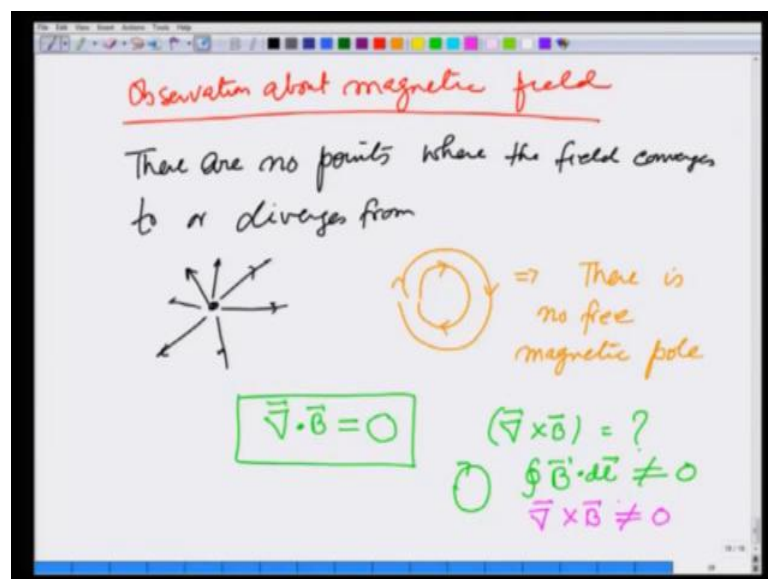 Observation about magnetic field
There are no points where the field converges
to or diverges from
⇒ There is
no free
magnetic pole
∇⃗·B⃗ = 0
(∇⃗×B⃗) = ?
∮B⃗·dl⃗ ≠ 0
∇⃗×B⃗ ≠ 0